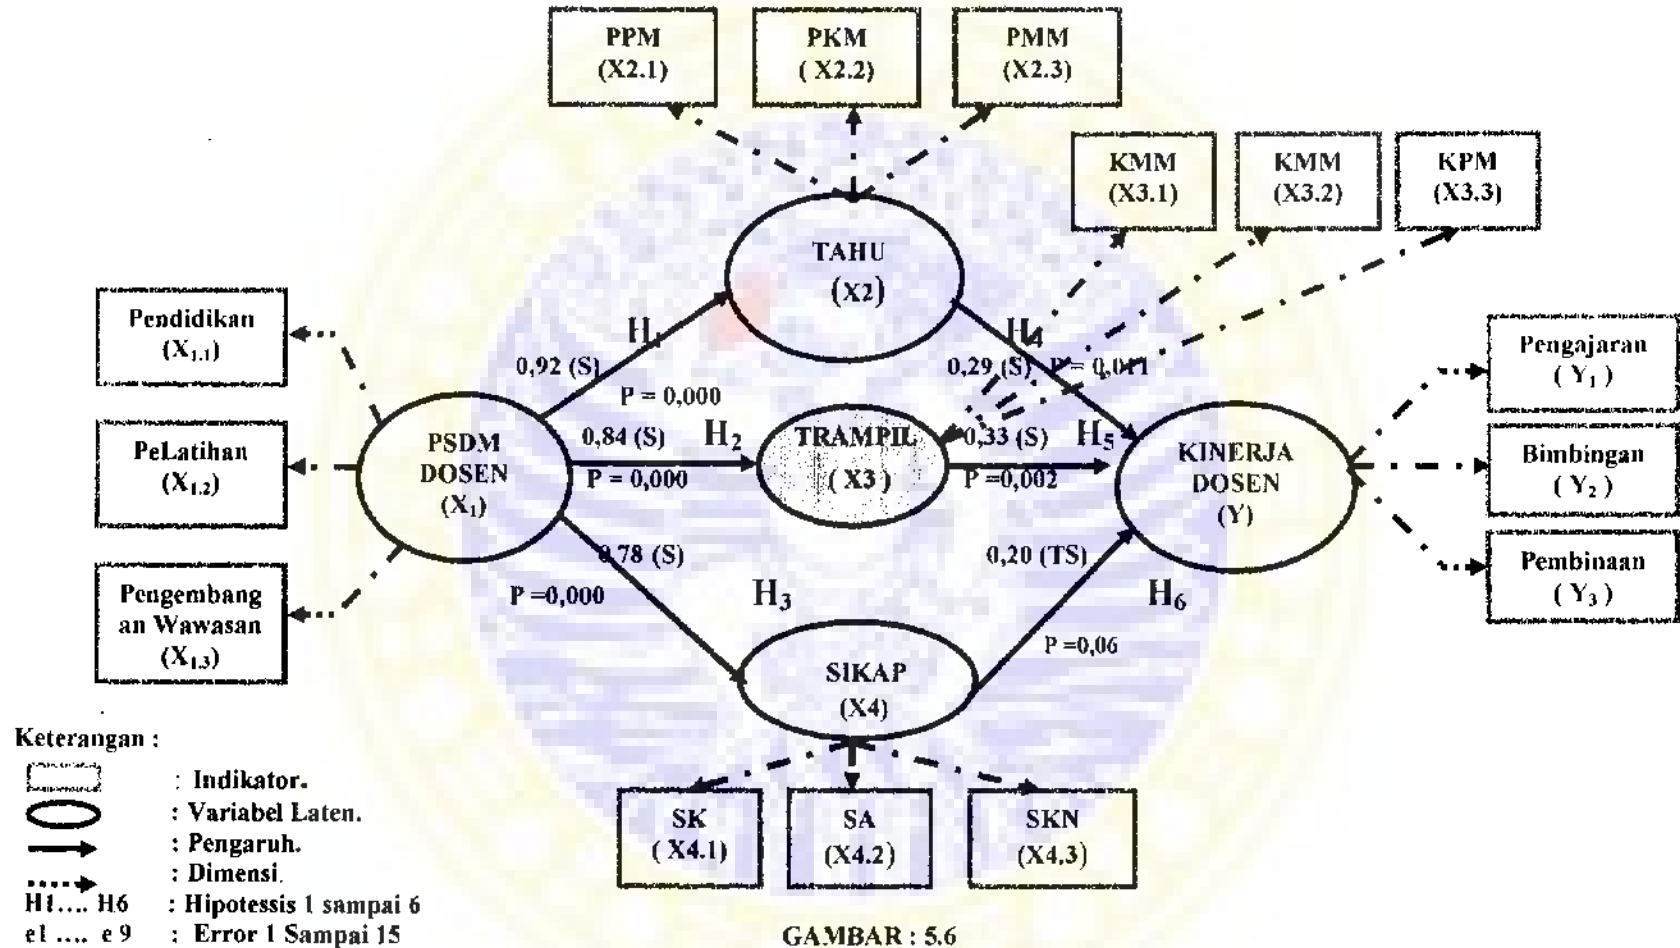 PPM
(X2.1)
PKM
( X2.2)
PMM
(X2.3)
KMM
(X3.1)
KMM
(X3.2)
KPM
(X3.3)
TAHU
(X2)
Pendidikan
(X1.1)
PeLatihan
(X1.2)
Pengembang
an Wawasan
(X1.3)
PSDM
DOSEN
(X1)
H1
0,92 (S)
P = 0,000
0,84 (S)
H2
P = 0,000
0,78 (S)
P =0,000
H3
TRAMPIL
( X3 )
H4
0,29 (S)
P = 0,011
0,33 (S)
H5
P =0,002
0,20 (TS)
H6
P =0,06
SIKAP
(X4)
KINERJA
DOSEN
(Y)
Pengajaran
( Y1 )
Bimbingan
( Y2 )
Pembinaan
( Y3 )
SK
( X4.1)
SA
(X4.2)
SKN
(X4.3)
Keterangan :
: Indikator.
: Variabel Laten.
: Pengaruh.
: Dimensi.
H1.... H6 : Hipotessis 1 sampai 6
e1 .... e 9 : Error 1 Sampai 15
GAMBAR : 5.6